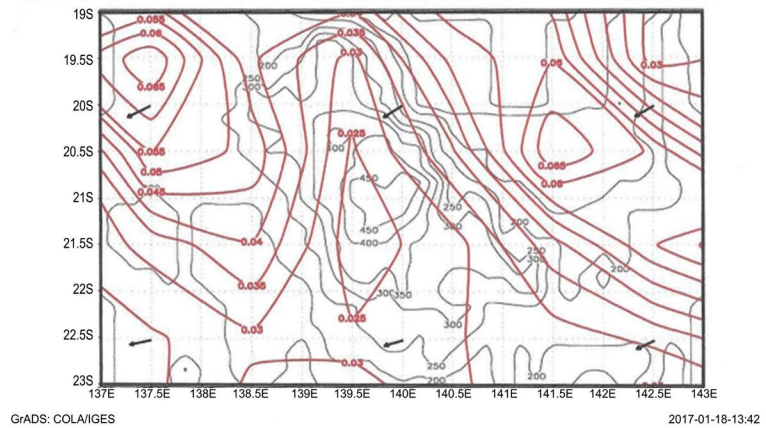 19S
19.5S
20S
20.5S
21S
21.5S
22S
22.5S
23S
137E
137.5E
138E
138.5E
139E
139.5E
140E
140.5E
141E
141.5E
142E
142.5E
143E
0.055
0.06
0.065
0.055
0.05
0.045
0.04
0.035
0.03
0.035
0.03
0.025
0.025
0.03
0.06
0.065
0.06
0.03
200
250
300
450
450
400
300
350
300
250
200
250
300
200
250
300
200
200
GrADS: COLA/IGES
2017-01-18-13:42